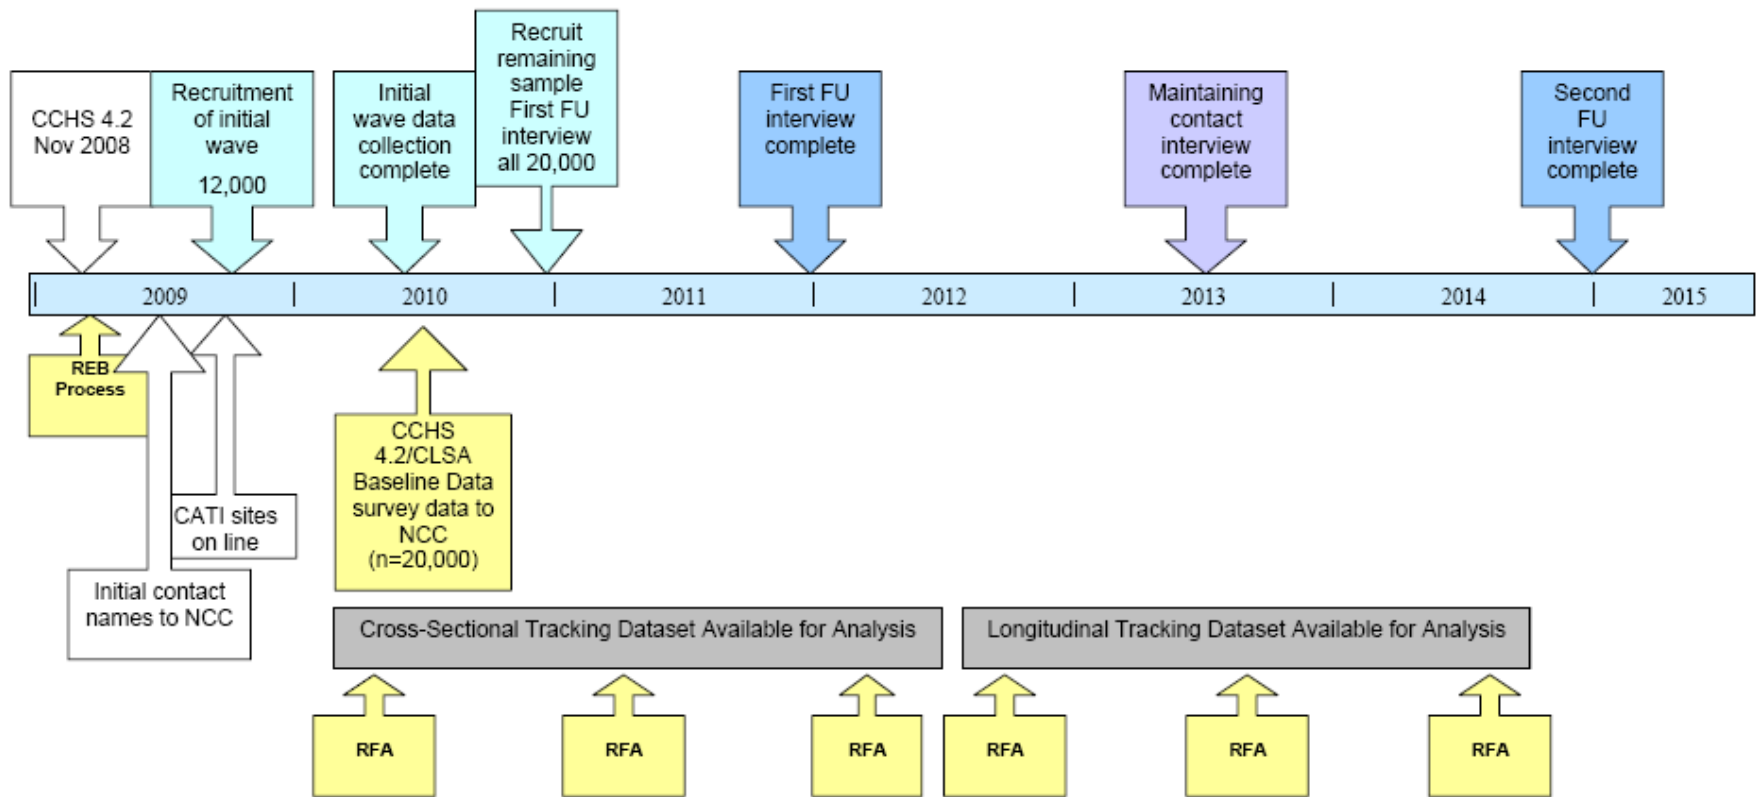 CCHS 4.2
Nov 2008
Recruitment
of initial
wave
12,000
Initial
wave data
collection
complete
Recruit
remaining
sample
First FU
interview
all 20,000
First FU
interview
complete
Maintaining
contact
interview
complete
Second
FU
interview
complete
2009
2010
2011
2012
2013
2014
2015
REB
Process
CATI sites
on line
Initial contact
names to NCC
CCHS
4.2/CLSA
Baseline Data
survey data to
NCC
(n=20,000)
Cross-Sectional Tracking Dataset Available for Analysis
Longitudinal Tracking Dataset Available for Analysis
RFA
RFA
RFA
RFA
RFA
RFA